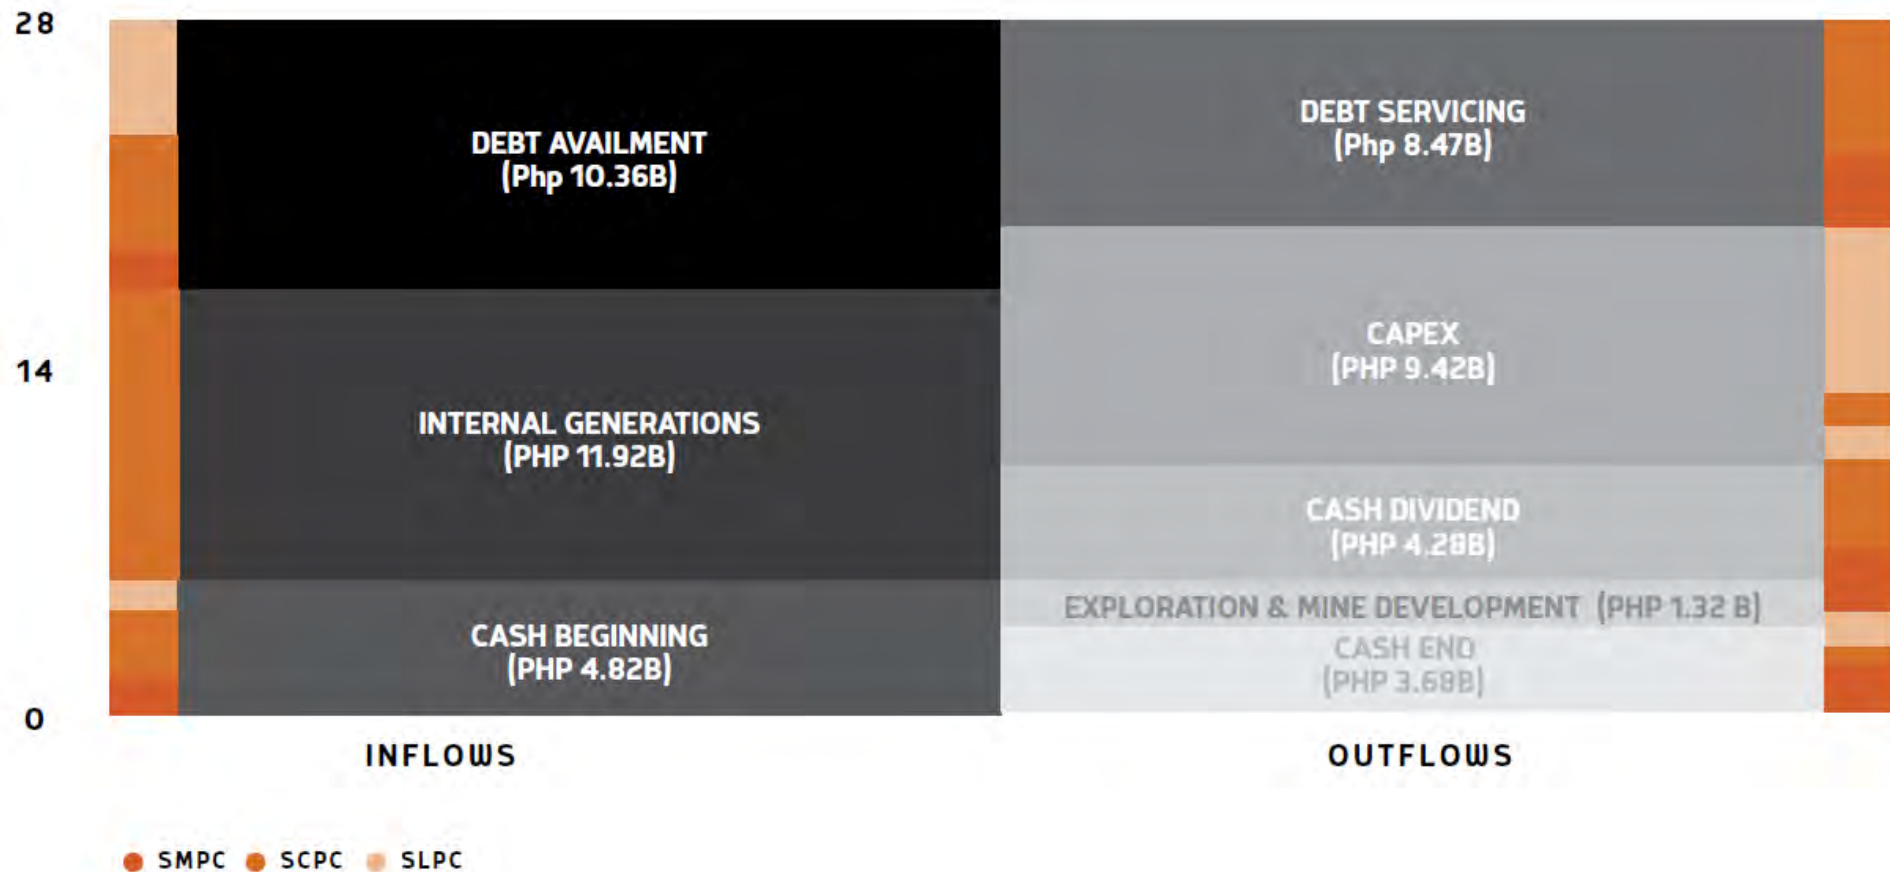 28
14
0
DEBT AVAILMENT
(Php 10.36B)
INTERNAL GENERATIONS
(PHP 11.92B)
CASH BEGINNING
(PHP 4.82B)
DEBT SERVICING
(Php 8.47B)
CAPEX
(PHP 9.42B)
CASH DIVIDEND
(PHP 4.28B)
EXPLORATION & MINE DEVELOPMENT (PHP 1.32 B)
CASH END
(PHP 3.68B)
INFLOWS
OUTFLOWS
SMPC SCPC SLPC